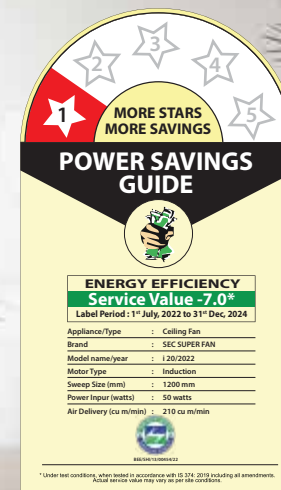 1 2 3 4 5
MORE STARS
MORE SAVINGS
POWER SAVINGS
GUIDE
ENERGY EFFICIENCY
Service Value -7.0*
Label Period : 1st July, 2022 to 31st Dec, 2024
Appliance/Type : Ceiling Fan
Brand : SEC SUPER FAN
Model name/year : i 20/2022
Motor Type : Induction
Sweep Size (mm) : 1200 mm
Power Inpur (watts) : 50 watts
Air Delivery (cu m/min) : 210 cu m/min
* Under test conditions, when tested in accordance with IS 374: 2019 including all amendments.
Actual service value may vary as per site conditions.